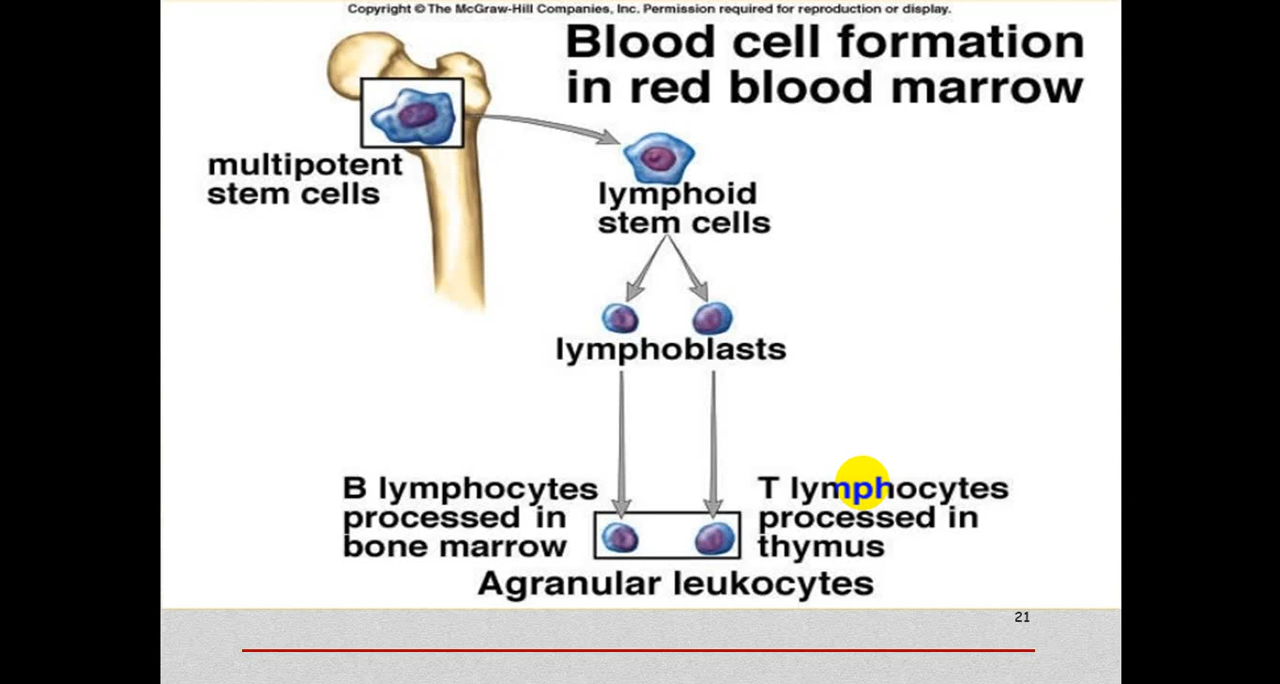 Copyright © The McGraw-Hill Companies, Inc. Permission required for reproduction or display.
Blood cell formation
in red blood marrow
multipotent
stem cells
lymphoid
stem cells
lymphoblasts
B lymphocytes
processed in
bone marrow
T lymphocytes
processed in
thymus
Agranular leukocytes
21